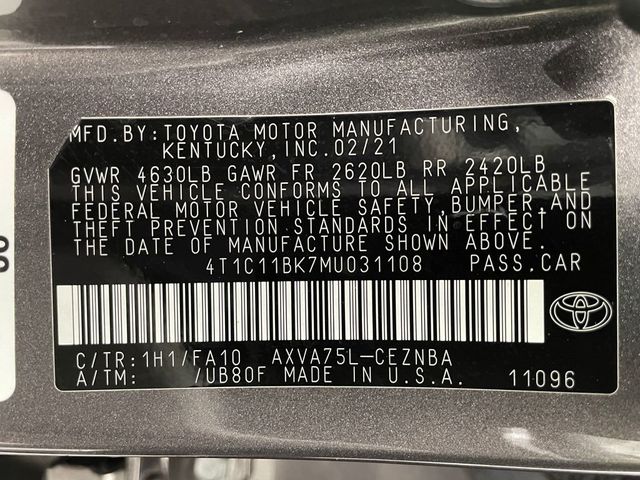 MFD.BY:TOYOTA MOTOR MANUFACTURING,
KENTUCKY,INC.02/21
GVWR 4630LB GAWR FR 2620LB RR 2420LB
THIS VEHICLE CONFORMS TO ALL APPLICABLE
FEDERAL MOTOR VEHICLE SAFETY,BUMPER,AND
THEFT PREVENTION STANDARDS IN EFFECT ON
THE DATE OF MANUFACTURE SHOWN ABOVE.
4T1C11BK7MU031108 PASS.CAR
C/TR:1H1/FA10 AXVA75L-CEZNBA
A/TM: /UB80F MADE IN U.S.A. 11096